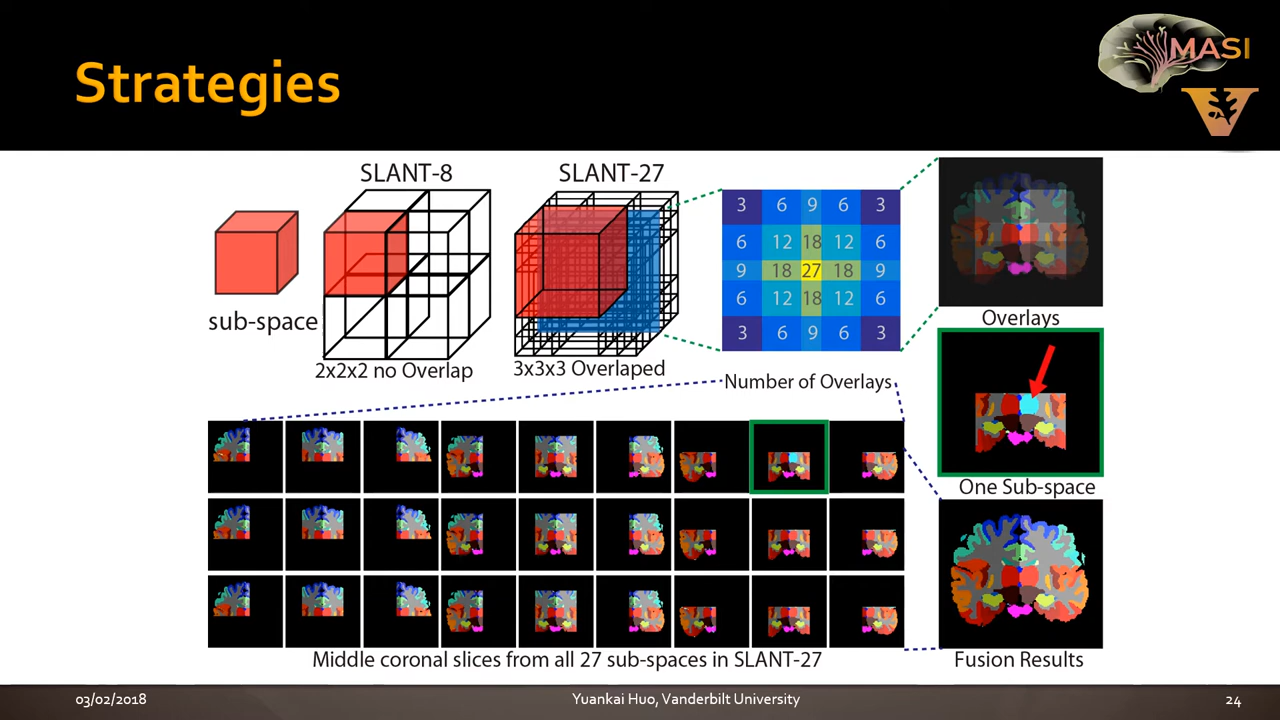 Strategies
MASI
V
SLANT-8
SLANT-27
sub-space
2x2x2 no Overlap
3x3x3 Overlaped
3 6 9 6 3
6 12 18 12 6
9 18 27 18 9
6 12 18 12 6
3 6 9 6 3
Number of Overlays
Overlays
One Sub-space
Middle coronal slices from all 27 sub-spaces in SLANT-27
Fusion Results
03/02/2018
Yuankai Huo, Vanderbilt University
24